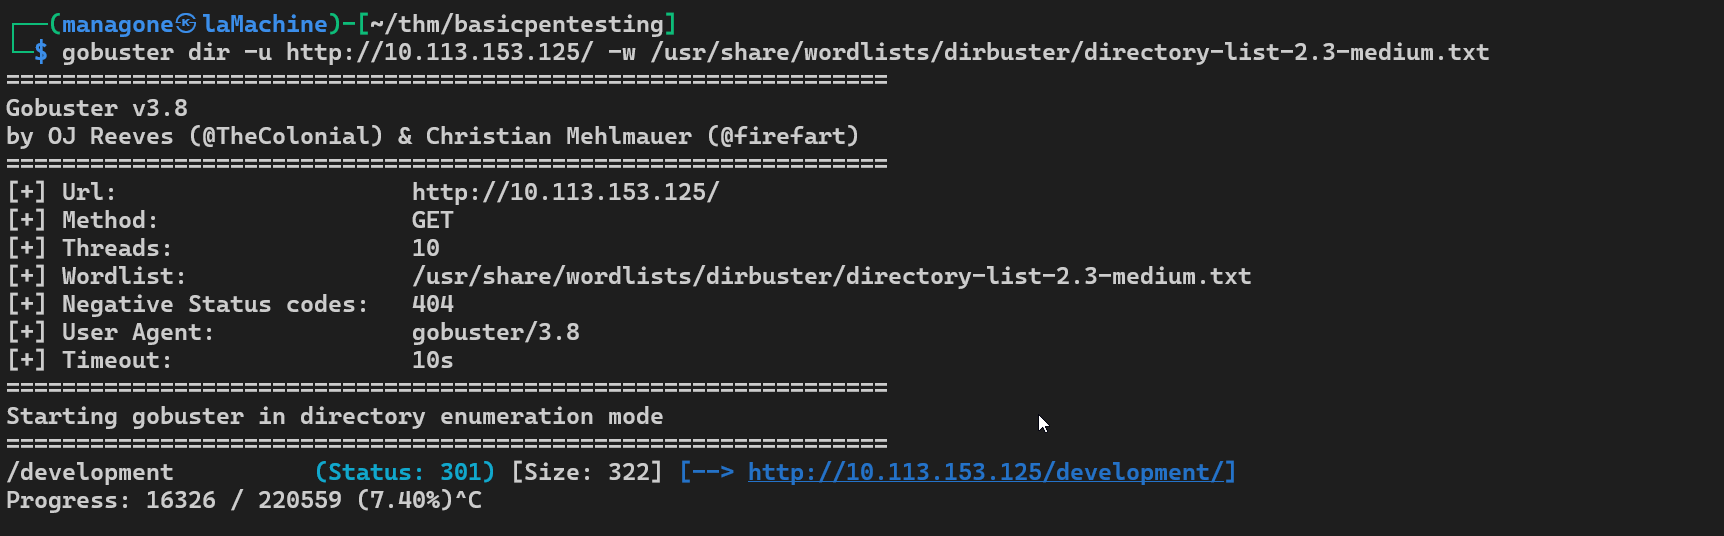 ┌──(managone㉿laMachine)-[~/thm/basicpentesting]
└─$ gobuster dir -u http://10.113.153.125/ -w /usr/share/wordlists/dirbuster/directory-list-2.3-medium.txt
===============================================================
Gobuster v3.8
by OJ Reeves (@TheColonial) & Christian Mehlmauer (@firefart)
===============================================================
[+] Url:                     http://10.113.153.125/
[+] Method:                  GET
[+] Threads:                 10
[+] Wordlist:                /usr/share/wordlists/dirbuster/directory-list-2.3-medium.txt
[+] Negative Status codes:   404
[+] User Agent:              gobuster/3.8
[+] Timeout:                 10s
===============================================================
Starting gobuster in directory enumeration mode
===============================================================
/development          (Status: 301) [Size: 322] [--> http://10.113.153.125/development/]
Progress: 16326 / 220559 (7.40%)^C